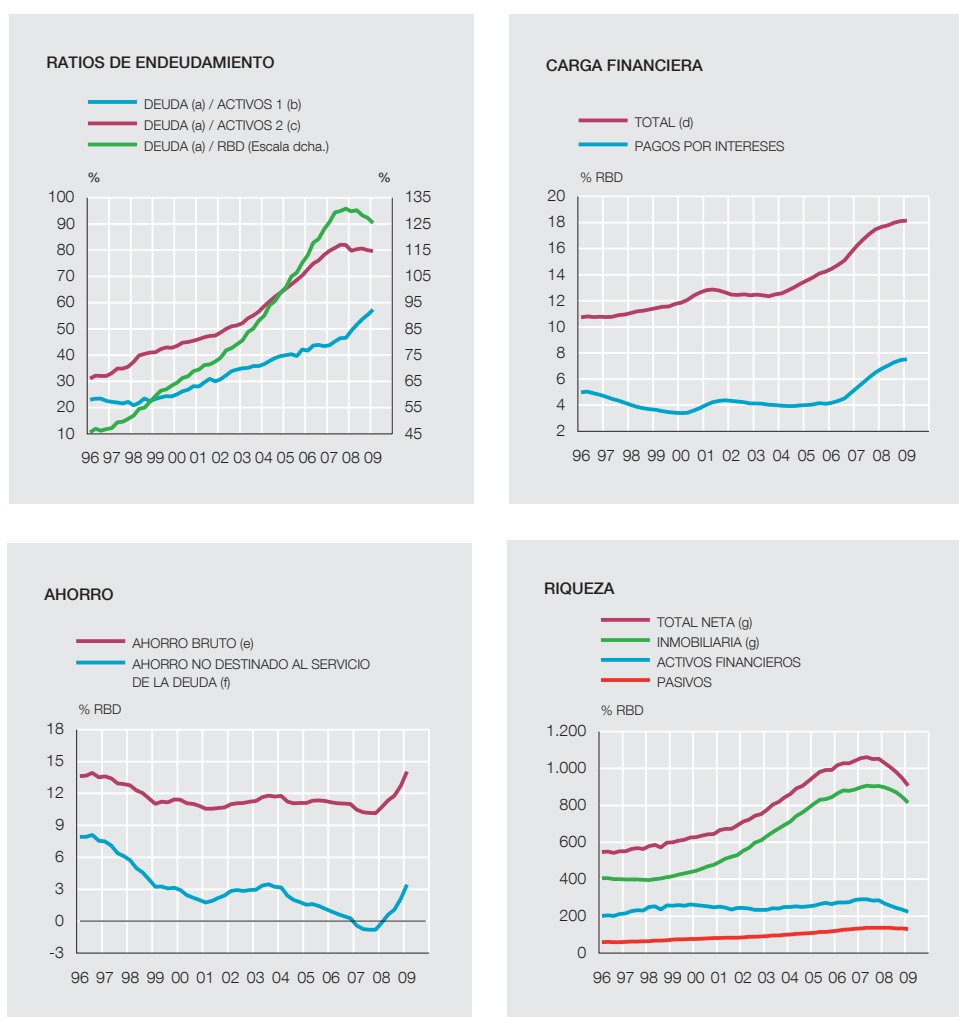 RATIOS DE ENDEUDAMIENTO
DEUDA (a) / ACTIVOS 1 (b)
DEUDA (a) / ACTIVOS 2 (c)
DEUDA (a) / RBD (Escala dcha.)
% %
100 135
90 125
80 115
70 105
60 95
50 85
40 75
30 65
20 55
10 45
96 97 98 99 00 01 02 03 04 05 06 07 08 09
CARGA FINANCIERA
TOTAL (d)
PAGOS POR INTERESES
% RBD
20
18
16
14
12
10
8
6
4
2
96 97 98 99 00 01 02 03 04 05 06 07 08 09
AHORRO
AHORRO BRUTO (e)
AHORRO NO DESTINADO AL SERVICIO
DE LA DEUDA (f)
% RBD
18
15
12
9
6
3
0
-3
96 97 98 99 00 01 02 03 04 05 06 07 08 09
RIQUEZA
TOTAL NETA (g)
INMOBILIARIA (g)
ACTIVOS FINANCIEROS
PASIVOS
% RBD
1.200
1.000
800
600
400
200
0
96 97 98 99 00 01 02 03 04 05 06 07 08 09